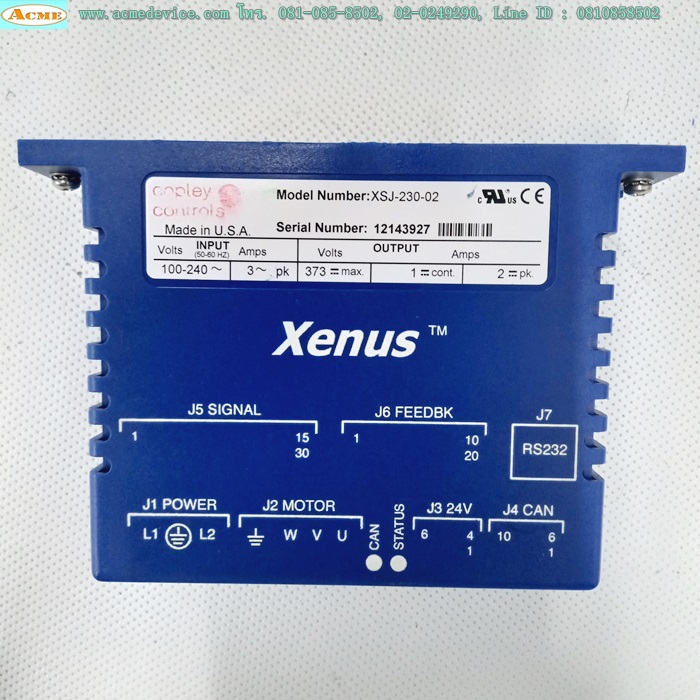 ACME www.acmedevice.com โทร. 081-085-8502, 02-0249290, Line ID : 0810858502
copley controls
Model Number: XSJ-230-02
c RU US CE
Made in U.S.A.
Serial Number: 12143927
Volts INPUT (50-60 HZ) Amps Volts OUTPUT Amps
100-240 ~ 3 ~ pk 373 ⎓ max. 1 ⎓ cont. 2 ⎓ pk.
Xenus ™
J5 SIGNAL
1 15
30
J6 FEEDBK
1 10
20
J7
RS232
J1 POWER
L1 L2
J2 MOTOR
W V U
CAN
STATUS
J3 24V
6 4
1
J4 CAN
10 6
1